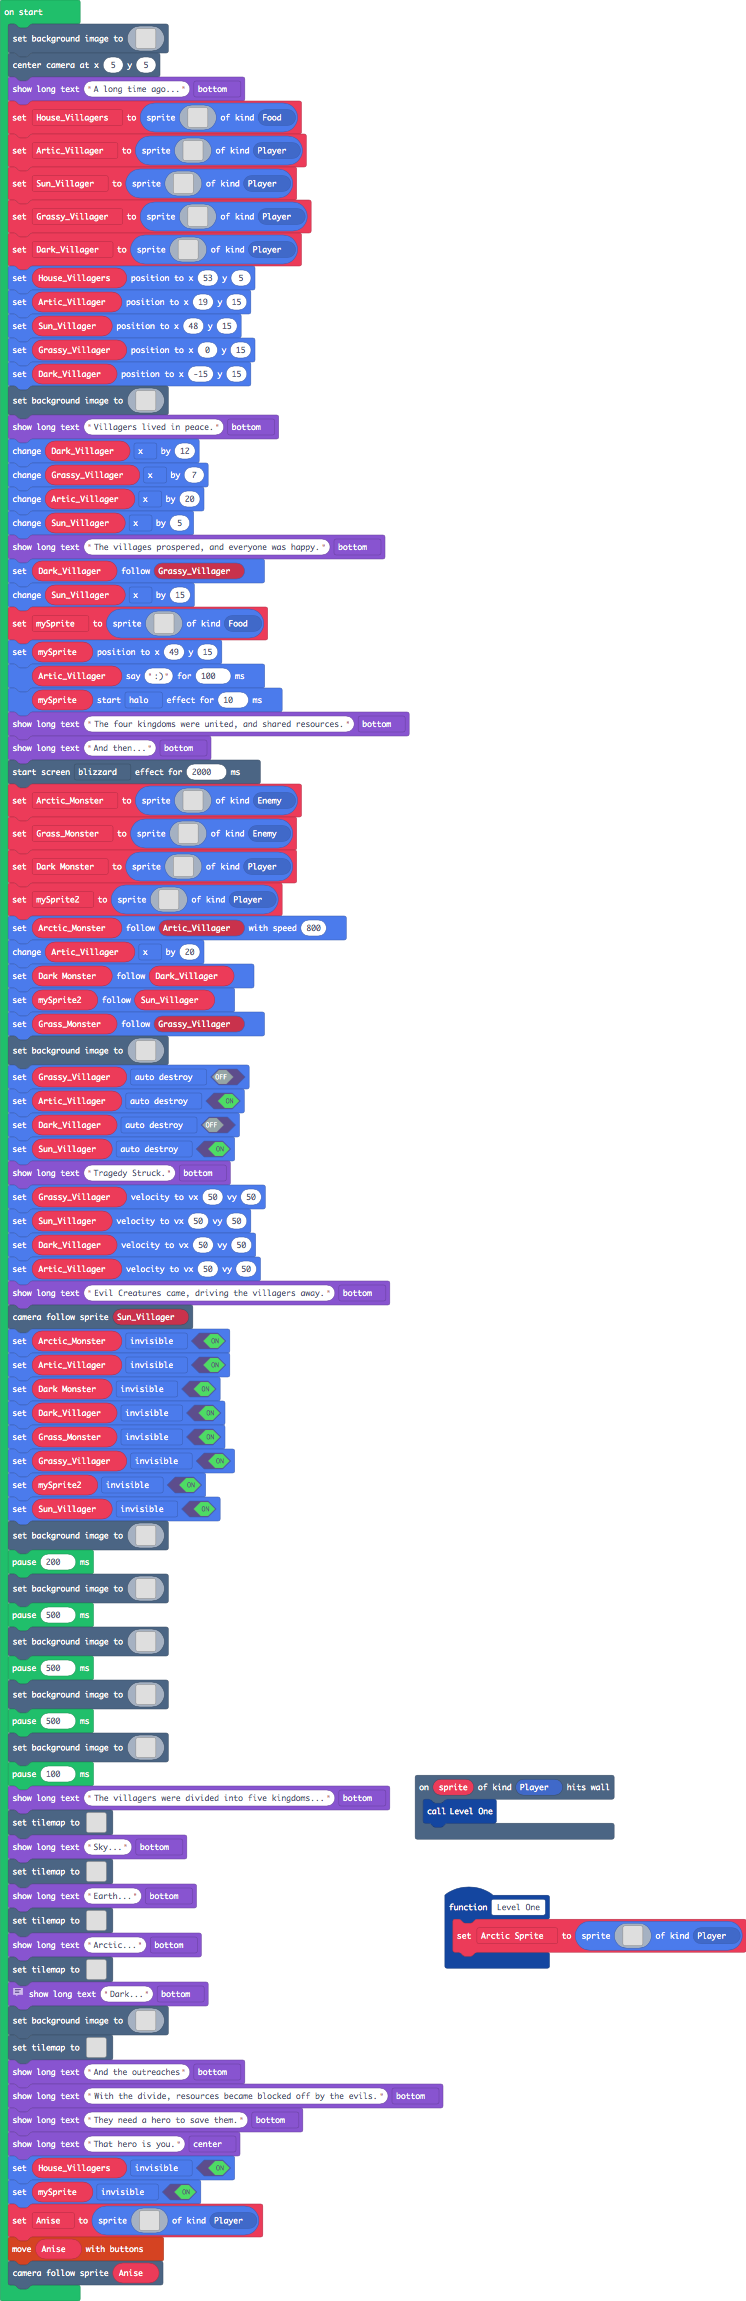 on start
set background image to
center camera at x 5 y 5
show long text "A long time ago..." bottom
set House_Villagers to sprite of kind Food
set Artic_Villager to sprite of kind Player
set Sun_Villager to sprite of kind Player
set Grassy_Villager to sprite of kind Player
set Dark_Villager to sprite of kind Player
set House_Villagers position to x 53 y 5
set Artic_Villager position to x 19 y 15
set Sun_Villager position to x 48 y 15
set Grassy_Villager position to x 0 y 15
set Dark_Villager position to x -15 y 15
set background image to
show long text "Villagers lived in peace." bottom
change Dark_Villager x by 12
change Grassy_Villager x by 7
change Artic_Villager x by 20
change Sun_Villager x by 5
show long text "The villages prospered, and everyone was happy." bottom
set Dark_Villager follow Grassy_Villager
change Sun_Villager x by 15
set mySprite to sprite of kind Food
set mySprite position to x 49 y 15
Artic_Villager say ":)" for 100 ms
mySprite start halo effect for 10 ms
show long text "The four kingdoms were united, and shared resources." bottom
show long text "And then..." bottom
start screen blizzard effect for 2000 ms
set Arctic_Monster to sprite of kind Enemy
set Grass_Monster to sprite of kind Enemy
set Dark Monster to sprite of kind Player
set mySprite2 to sprite of kind Player
set Arctic_Monster follow Artic_Villager with speed 800
change Artic_Villager x by 20
set Dark Monster follow Dark_Villager
set mySprite2 follow Sun_Villager
set Grass_Monster follow Grassy_Villager
set background image to
set Grassy_Villager auto destroy OFF
set Artic_Villager auto destroy ON
set Dark_Villager auto destroy OFF
set Sun_Villager auto destroy ON
show long text "Tragedy Struck." bottom
set Grassy_Villager velocity to vx 50 vy 50
set Sun_Villager velocity to vx 50 vy 50
set Dark_Villager velocity to vx 50 vy 50
set Artic_Villager velocity to vx 50 vy 50
show long text "Evil Creatures came, driving the villagers away." bottom
camera follow sprite Sun_Villager
set Arctic_Monster invisible ON
set Artic_Villager invisible ON
set Dark Monster invisible ON
set Dark_Villager invisible ON
set Grass_Monster invisible ON
set Grassy_Villager invisible ON
set mySprite2 invisible ON
set Sun_Villager invisible ON
set background image to
pause 200 ms
set background image to
pause 500 ms
set background image to
pause 500 ms
set background image to
pause 500 ms
set background image to
pause 100 ms
show long text "The villagers were divided into five kingdoms..." bottom
set tilemap to
show long text "Sky..." bottom
set tilemap to
show long text "Earth..." bottom
set tilemap to
show long text "Arctic..." bottom
set tilemap to
show long text "Dark..." bottom
set background image to
set tilemap to
show long text "And the outreaches" bottom
show long text "With the divide, resources became blocked off by the evils." bottom
show long text "They need a hero to save them." bottom
show long text "That hero is you." center
set House_Villagers invisible ON
set mySprite invisible ON
set Anise to sprite of kind Player
move Anise with buttons
camera follow sprite Anise
on sprite of kind Player hits wall
call Level One
function Level One
set Arctic Sprite to sprite of kind Player